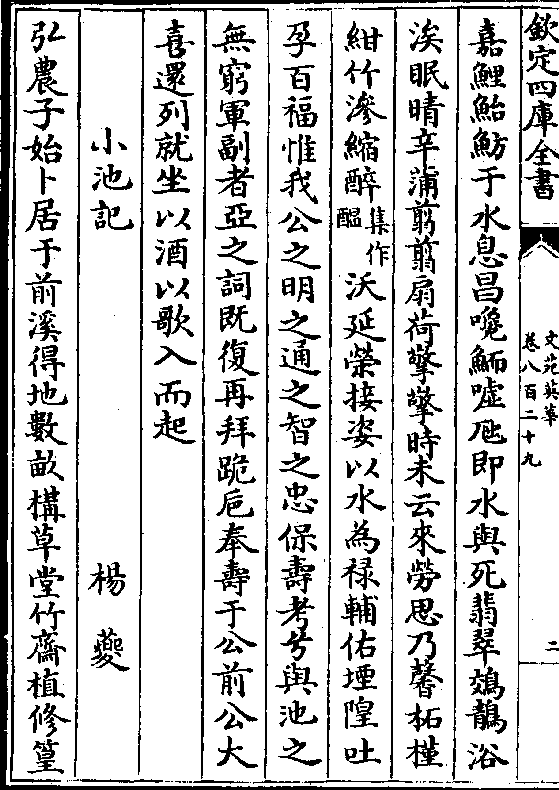 欽定四庫全書
文苑英華
卷八百二十九
二
嘉鯉鮐魴于水息昌喚鰤噓虺即水與死翡翠鵁鶄浴
涘眠晴辛蒲翦翦扇荷擎擎時未云來勞思乃馨柘槿
紺竹滲縮醉集作醖沃延榮接姿以水為祿輔佑堙隍吐
孕百福惟我公之明之通之智之忠保壽考兮與池之
無窮軍副者亞之詞既復再拜跪巵奉壽于公前公大
喜還列就坐以酒以歌入而起
小池記 楊夔
弘農子始卜居于前溪得地數畝構草堂竹齋植修篁